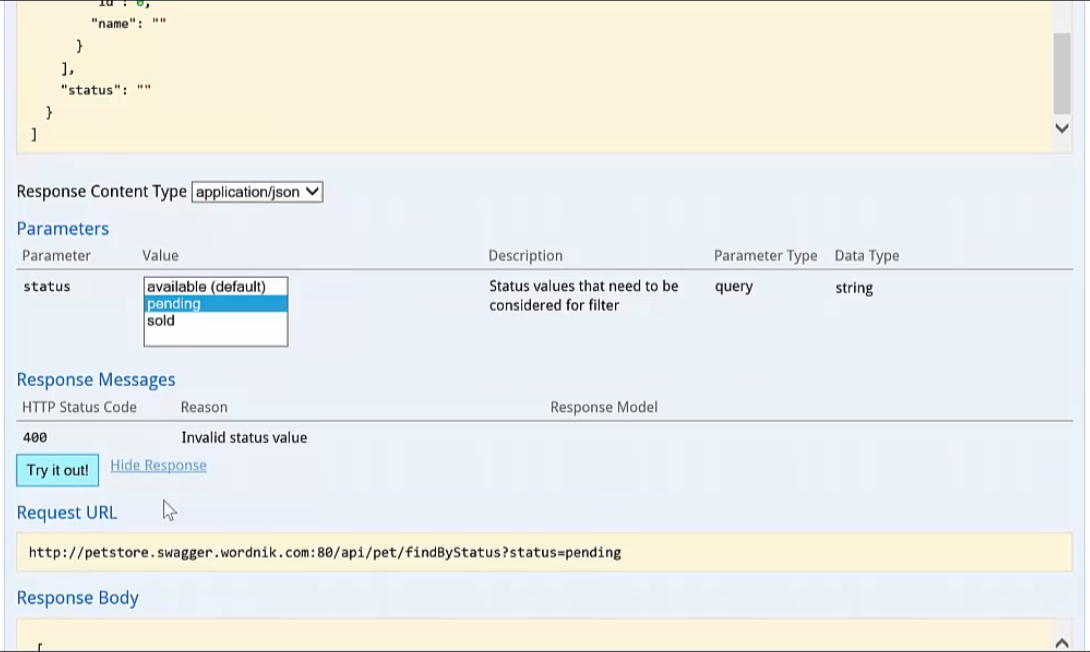 "id": 0,
"name": ""
}
],
"status": ""
}
]
Response Content Type application/json
Parameters
Parameter Value Description Parameter Type Data Type
status available (default) Status values that need to be query string
pending considered for filter
sold
Response Messages
HTTP Status Code Reason Response Model
400 Invalid status value
Try it out! Hide Response
Request URL
http://petstore.swagger.wordnik.com:80/api/pet/findByStatus?status=pending
Response Body
[